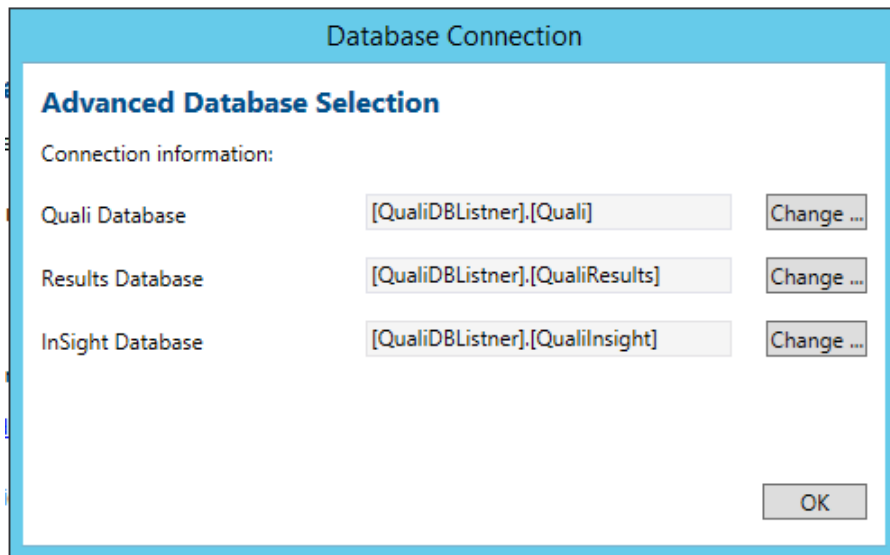 Database Connection
Advanced Database Selection
Connection information:
Quali Database [QualiDBListner].[Quali] Change ...
Results Database [QualiDBListner].[QualiResults] Change ...
InSight Database [QualiDBListner].[QualiInsight] Change ...
OK